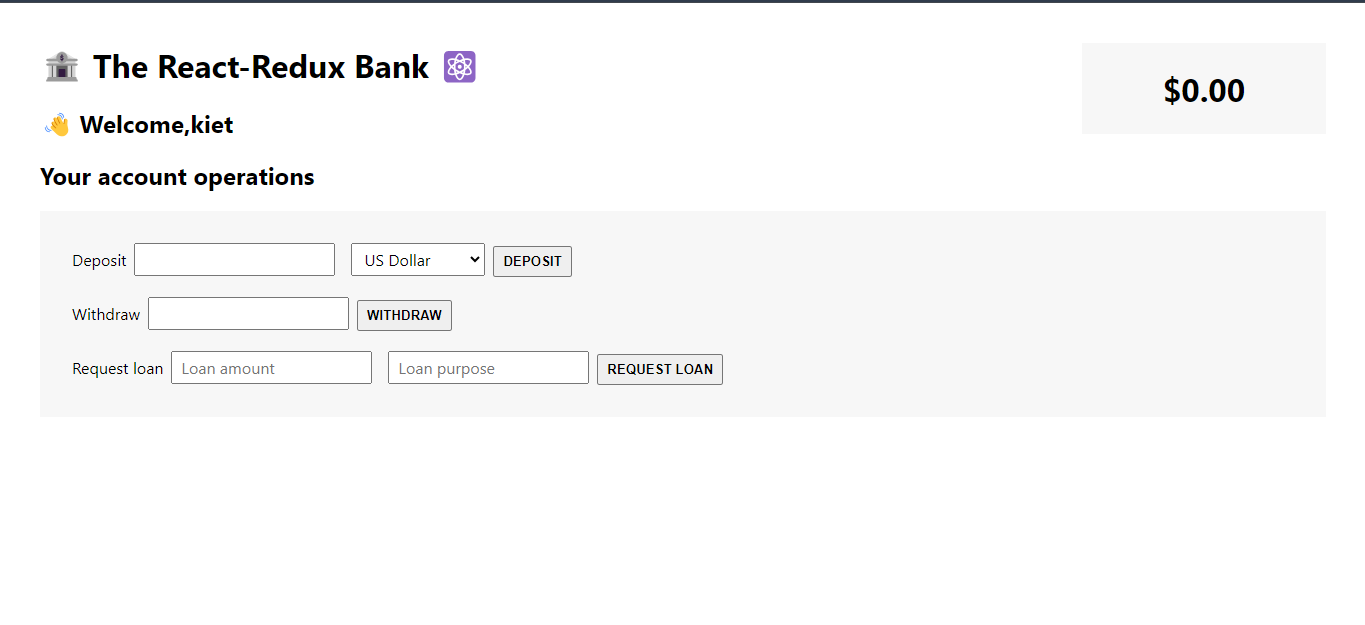 🏦 The React-Redux Bank ⚛️
$0.00
👋 Welcome,kiet
Your account operations
Deposit US Dollar DEPOSIT
Withdraw WITHDRAW
Request loan Loan amount Loan purpose REQUEST LOAN